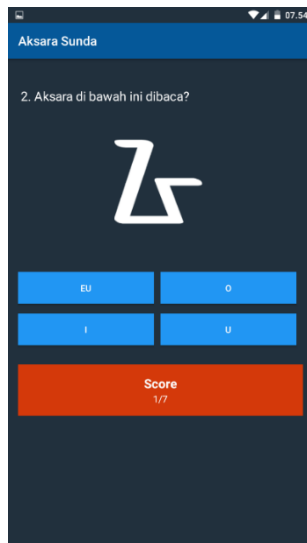 07.54
Aksara Sunda
2. Aksara di bawah ini dibaca?
EU
O
I
U
Score
1/7